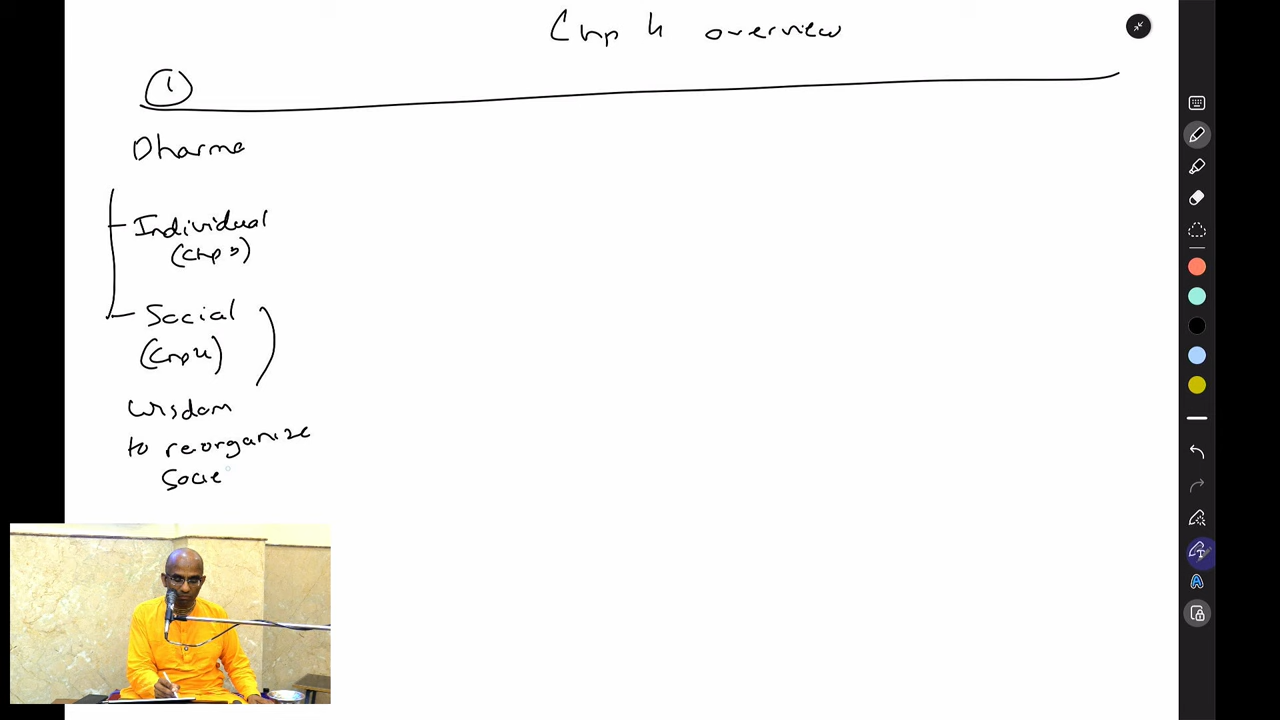 Chp 4 overview
1
Dharma
Individual
(Chp 3)
Social
(Chp 4)
Wisdom
to reorganize
Socie